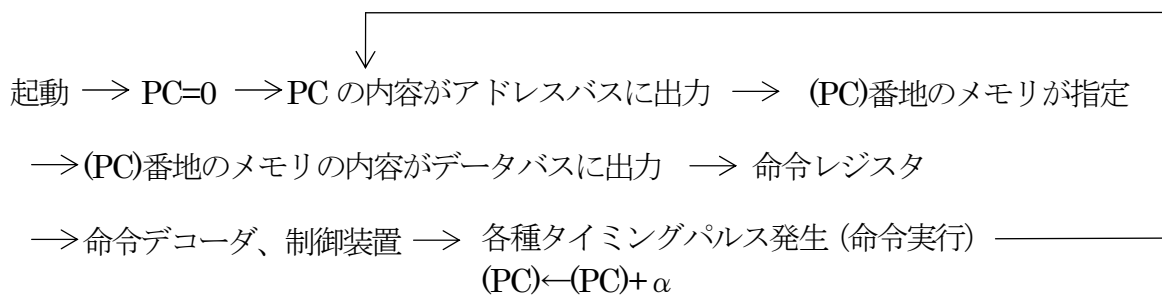 起動 → PC=0 → PC の内容がアドレスバスに出力 → (PC)番地のメモリが指定
→(PC)番地のメモリの内容がデータバスに出力 → 命令レジスタ
→命令デコーダ、制御装置 → 各種タイミングパルス発生 (命令実行)
(PC)←(PC)+α